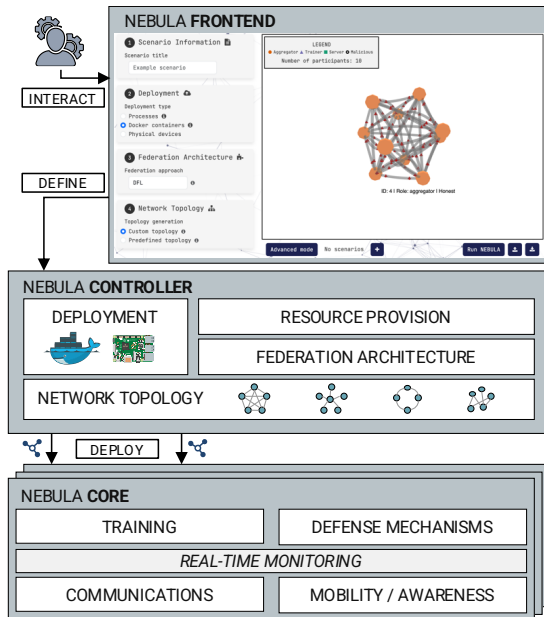 NEBULA FRONTEND
INTERACT
DEFINE
1 Scenario Information
Scenario title
Example scenario
2 Deployment
Deployment type
Processes
Docker containers
Physical devices
3 Federation Architecture
Federation approach
DFL
4 Network Topology
Topology generation
Custom topology
Predefined topology
LEGEND
Aggregator Trainer Server Malicious
Number of participants: 10
ID: 4 | Role: aggregator | Honest
Advanced mode No scenarios + Run NEBULA
NEBULA CONTROLLER
DEPLOYMENT
RESOURCE PROVISION
FEDERATION ARCHITECTURE
NETWORK TOPOLOGY
DEPLOY
NEBULA CORE
TRAINING
DEFENSE MECHANISMS
REAL-TIME MONITORING
COMMUNICATIONS
MOBILITY / AWARENESS